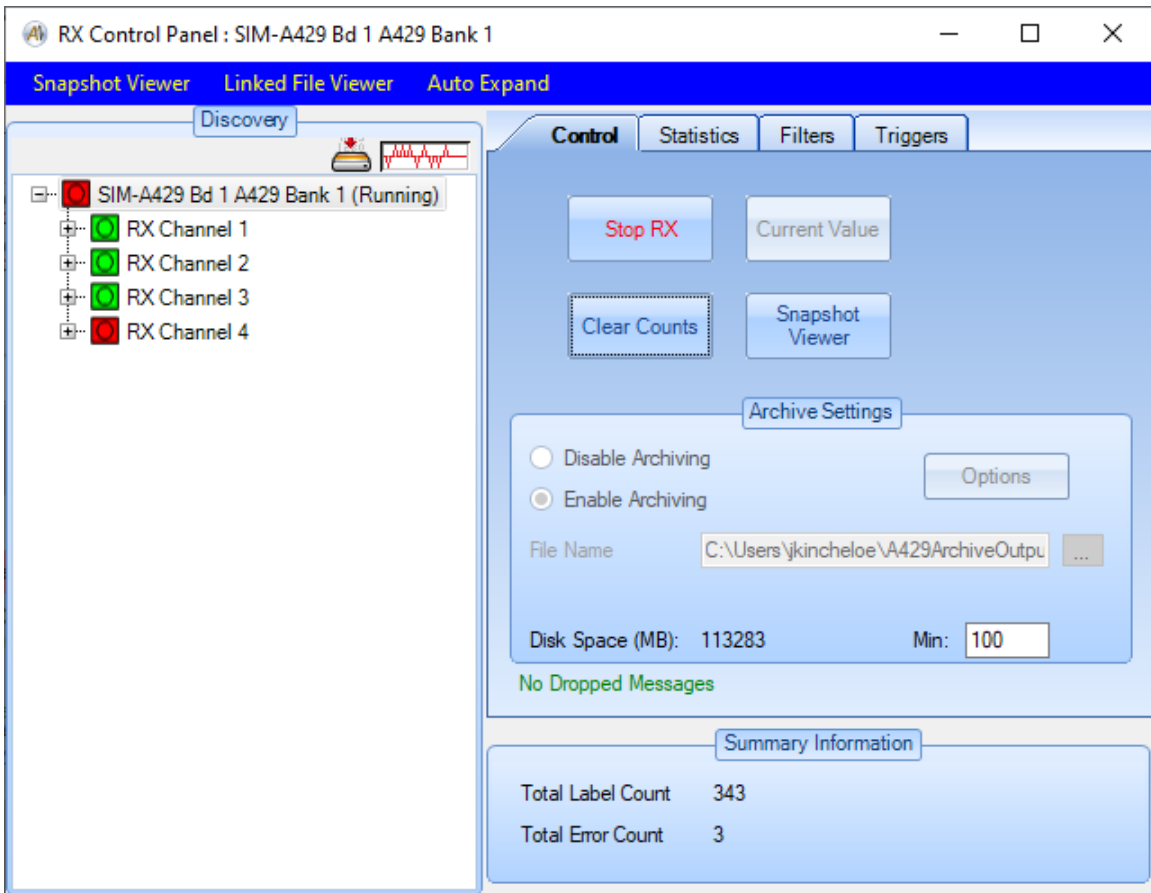 RX Control Panel : SIM-A429 Bd 1 A429 Bank 1
Snapshot Viewer Linked File Viewer Auto Expand
Discovery
SIM-A429 Bd 1 A429 Bank 1 (Running)
RX Channel 1
RX Channel 2
RX Channel 3
RX Channel 4
Control Statistics Filters Triggers
Stop RX
Current Value
Clear Counts
Snapshot
Viewer
Archive Settings
Disable Archiving
Enable Archiving
Options
File Name C:\Users\jkincheloe\A429ArchiveOutpu ...
Disk Space (MB): 113283 Min: 100
No Dropped Messages
Summary Information
Total Label Count 343
Total Error Count 3